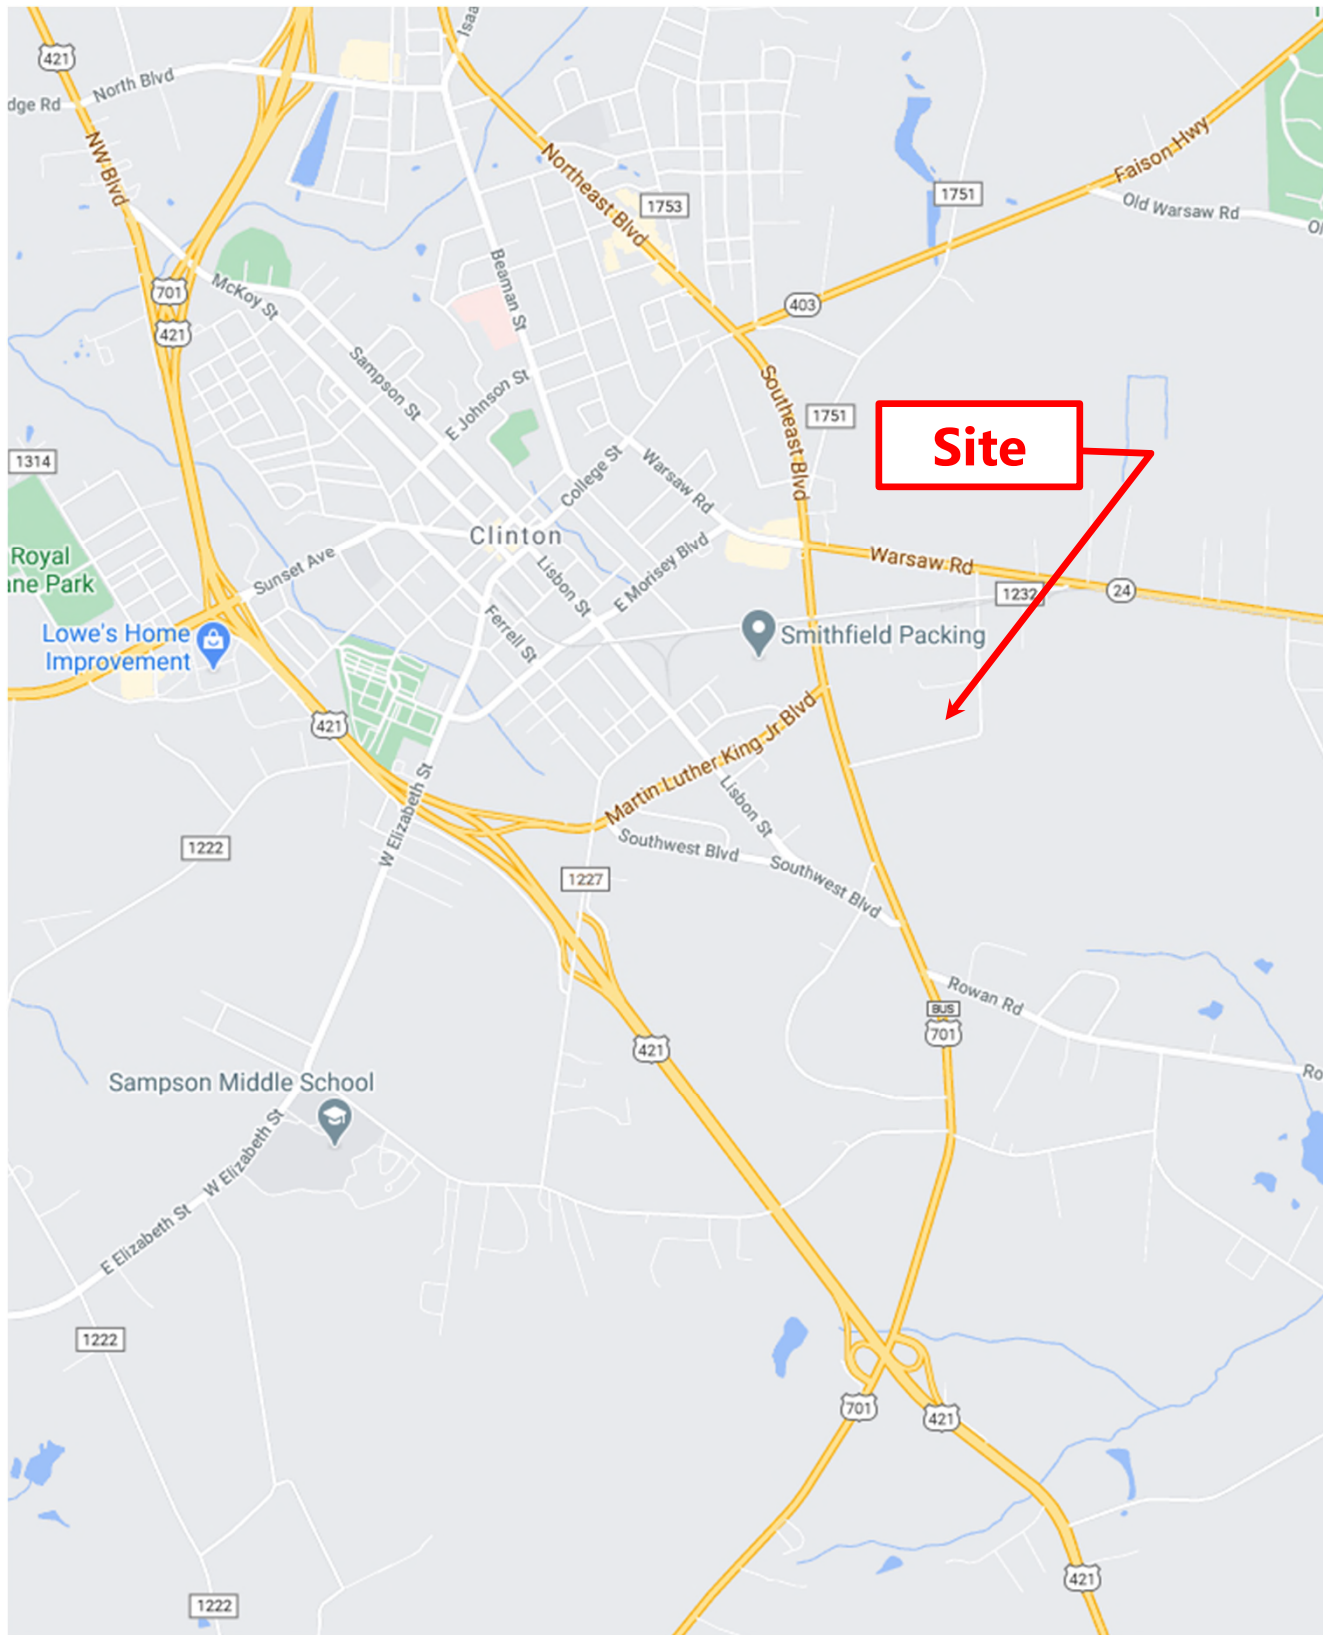 Isaa
421
North Blvd
dge Rd
NW Blvd
Northeast Blvd
Faison Hwy
1753
1751
Old Warsaw Rd
Ol
701
421
McKoy St
Beaman St
403
Sampson St
E Johnson St
Southeast Blvd
1751
Site
1314
College St
Warsaw Rd
Clinton
Royal
ane Park
Sunset Ave
Lisbon St
E Morisey Blvd
Warsaw Rd
24
1232
Ferrell St
Lowe's Home
Improvement
Smithfield Packing
421
Martin Luther King Jr Blvd
W Elizabeth St
Lisbon St
1222
Southwest Blvd
Southwest Blvd
1227
Rowan Rd
BUS
701
421
Ro
Sampson Middle School
W Elizabeth St
E Elizabeth St
1222
701
421
421
1222